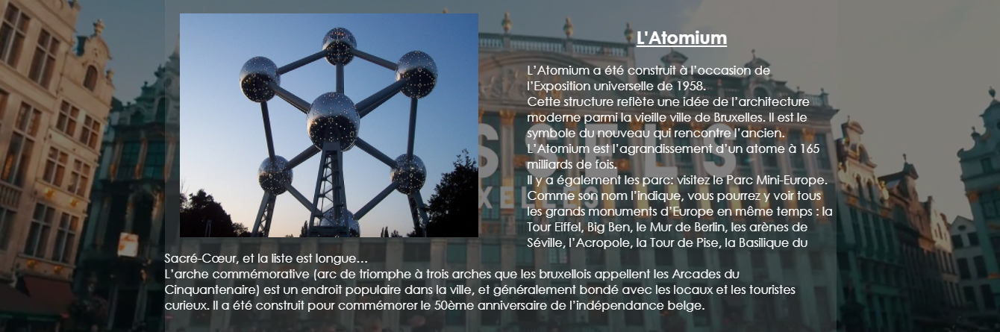 L'Atomium
L'Atomium a été construit à l'occasion de
l'Exposition universelle de 1958.
Cette structure reflète une idée de l'architecture
moderne parmi la vieille ville de Bruxelles. Il est le
symbole du nouveau qui rencontre l'ancien.
L'Atomium est l'agrandissement d'un atome à 165
milliards de fois.
Il y a également les parc: visitez le Parc Mini-Europe.
Comme son nom l'indique, vous pourrez y voir tous
les grands monuments d'Europe en même temps : la
Tour Eiffel, Big Ben, le Mur de Berlin, les arènes de
Séville, l'Acropole, la Tour de Pise, la Basilique du
Sacré-Cœur, et la liste est longue…
L'arche commémorative (arc de triomphe à trois arches que les bruxellois appellent les Arcades du
Cinquantenaire) est un endroit populaire dans la ville, et généralement bondé avec les locaux et les touristes
curieux. Il a été construit pour commémorer le 50ème anniversaire de l'indépendance belge.